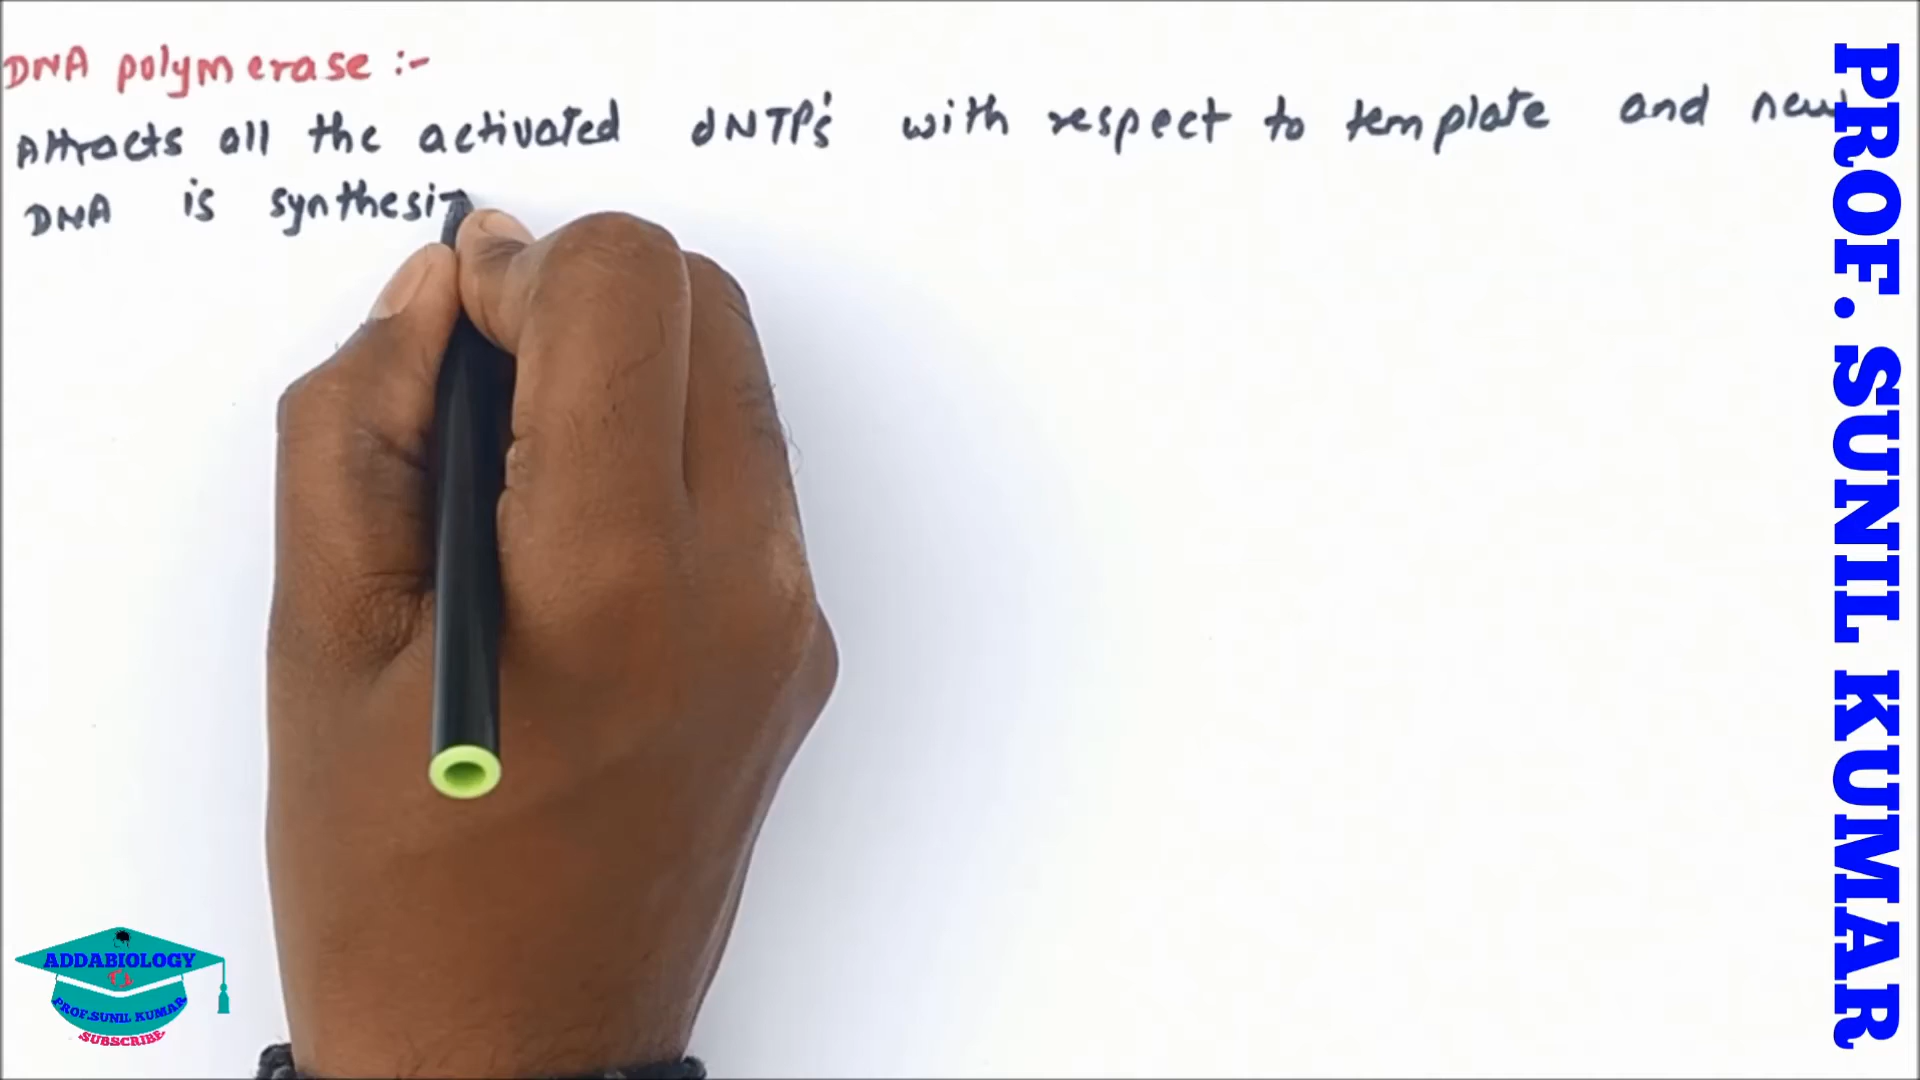 DNA polymerase :-
Attracts all the activated dNTP's with respect to template and new
DNA is synthesiz
PROF. SUNIL KUMAR
ADDABIOLOGY
PROF.SUNIL KUMAR
SUBSCRIBE